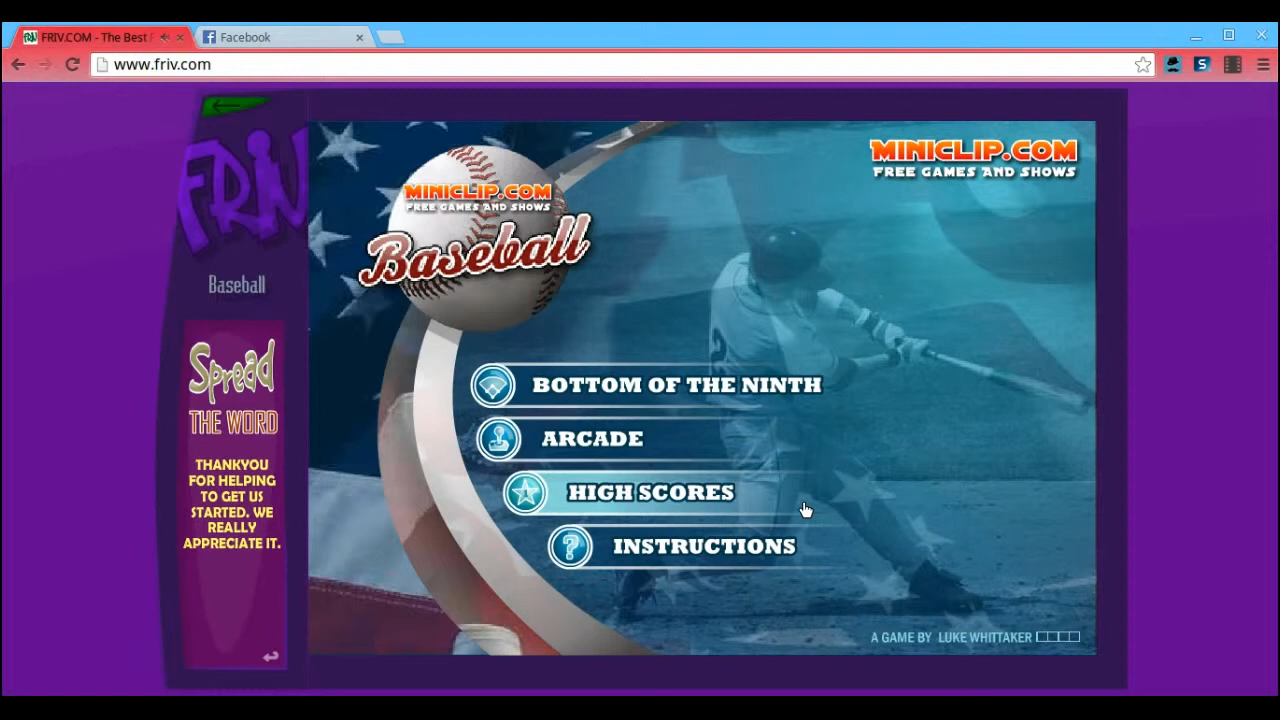 FRIV.COM - The Best F
Facebook
www.friv.com
FRIV
Baseball
Spread
THE WORD
THANKYOU
FOR HELPING
TO GET US
STARTED. WE
REALLY
APPRECIATE IT.
MINICLIP.COM
FREE GAMES AND SHOWS
Baseball
MINICLIP.COM
FREE GAMES AND SHOWS
BOTTOM OF THE NINTH
ARCADE
HIGH SCORES
? INSTRUCTIONS
A GAME BY LUKE WHITTAKER